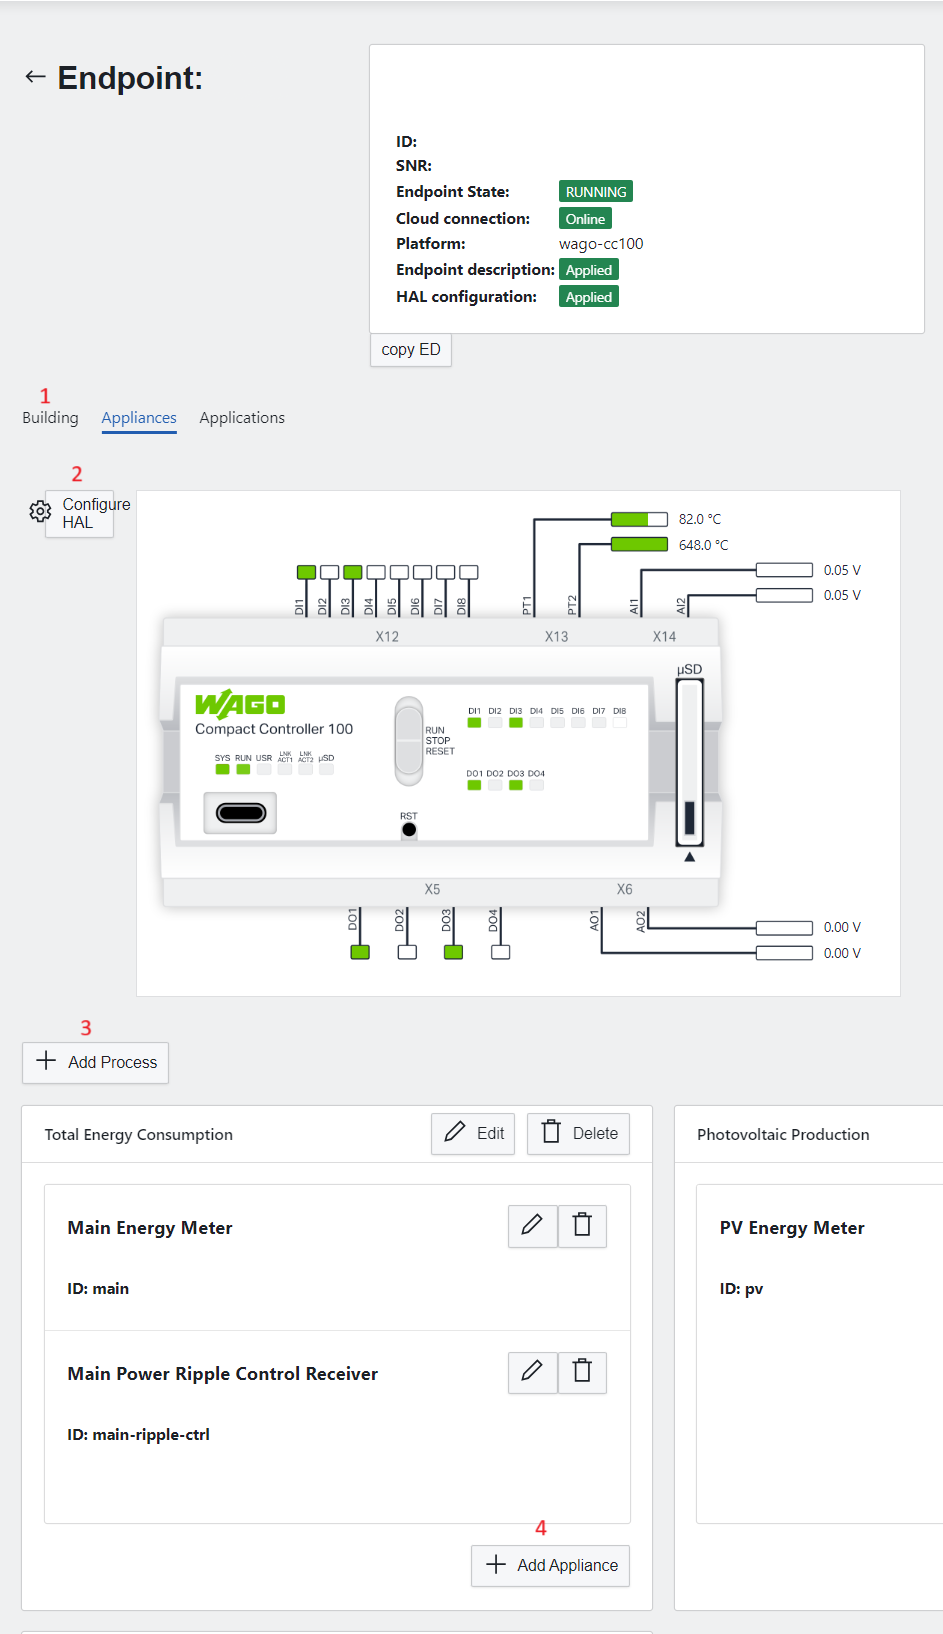 ← Endpoint:
ID:
SNR:
Endpoint State: RUNNING
Cloud connection: Online
Platform: wago-cc100
Endpoint description: Applied
HAL configuration: Applied
copy ED
1
Building Appliances Applications
2
Configure
HAL
82.0 °C
648.0 °C
0.05 V
0.05 V
DI1 DI2 DI3 DI4 DI5 DI6 DI7 DI8 PT1 PT2 AI1 AI2
X12 X13 X14
µSD
WAGO
Compact Controller 100
DI1 DI2 DI3 DI4 DI5 DI6 DI7 DI8
RUN
STOP
RESET
SYS RUN USR LNK ACT1 LNK ACT2 µSD
DO1 DO2 DO3 DO4
RST
X5 X6
DO1 DO2 DO3 DO4 AO1 AO2
0.00 V
0.00 V
3
+ Add Process
Total Energy Consumption Edit Delete Photovoltaic Production
Main Energy Meter PV Energy Meter
ID: main ID: pv
Main Power Ripple Control Receiver
ID: main-ripple-ctrl
4
+ Add Appliance